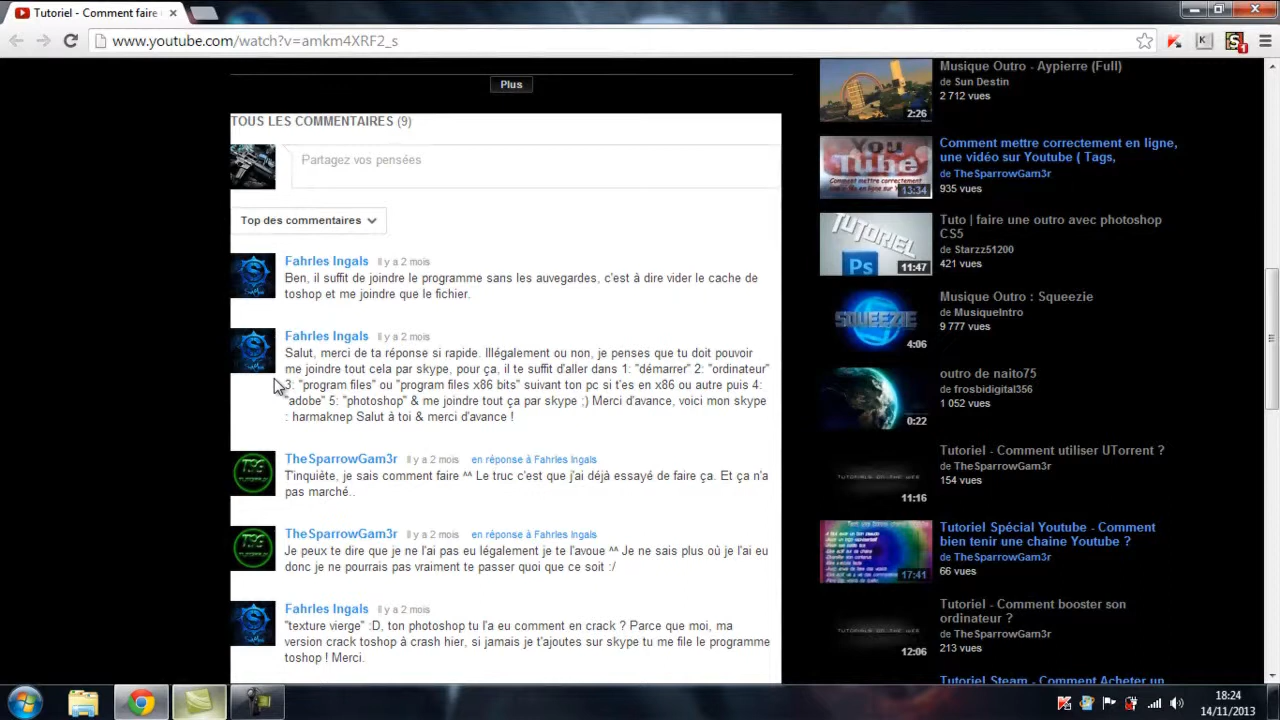 Tutoriel - Comment faire
www.youtube.com/watch?v=amkm4XRF2_s
Plus
TOUS LES COMMENTAIRES (9)
Partagez vos pensées
Top des commentaires
Fahrles Ingals Il y a 2 mois
Ben, il suffit de joindre le programme sans les auvegardes, c'est à dire vider le cache de
toshop et me joindre que le fichier.
Fahrles Ingals Il y a 2 mois
Salut, merci de ta réponse si rapide. Illégalement ou non, je penses que tu doit pouvoir
me joindre tout cela par skype, pour ça, il te suffit d'aller dans 1: "démarrer" 2: "ordinateur"
3: "program files" ou "program files x86 bits" suivant ton pc si t'es en x86 ou autre puis 4:
"adobe" 5: "photoshop" & me joindre tout ça par skype ;) Merci d'avance, voici mon skype
: harmaknep Salut à toi & merci d'avance !
TheSparrowGam3r Il y a 2 mois en réponse à Fahrles Ingals
T'inquiète, je sais comment faire ^^ Le truc c'est que j'ai déjà essayé de faire ça. Et ça n'a
pas marché..
TheSparrowGam3r Il y a 2 mois en réponse à Fahrles Ingals
Je peux te dire que je ne l'ai pas eu légalement je te l'avoue ^^ Je ne sais plus où je l'ai eu
donc je ne pourrais pas vraiment te passer quoi que ce soit :/
Fahrles Ingals Il y a 2 mois
"texture vierge" :D, ton photoshop tu l'a eu comment en crack ? Parce que moi, ma
version crack toshop à crash hier, si jamais je t'ajoutes sur skype tu me file le programme
toshop ! Merci.
Musique Outro - Aypierre (Full)
de Sun Destin
2 712 vues
2:26
Comment mettre correctement en ligne,
une vidéo sur Youtube ( Tags,
de TheSparrowGam3r
935 vues
You
Tube
Comment mettre correctement
13:34
Tuto | faire une outro avec photoshop
CS5
de Starzz51200
421 vues
TUTORIEL
Ps
11:47
Musique Outro : Squeezie
de MusiqueIntro
9 777 vues
SQUEEZIE
4:06
outro de naito75
de frosbidigital356
1 052 vues
0:22
Tutoriel - Comment utiliser UTorrent ?
de TheSparrowGam3r
154 vues
11:16
Tutoriel Spécial Youtube - Comment
bien tenir une chaine Youtube ?
de TheSparrowGam3r
66 vues
17:41
Tutoriel - Comment booster son
ordinateur ?
de TheSparrowGam3r
213 vues
12:06
Tutoriel Steam - Comment Acheter un
18:24
14/11/2013